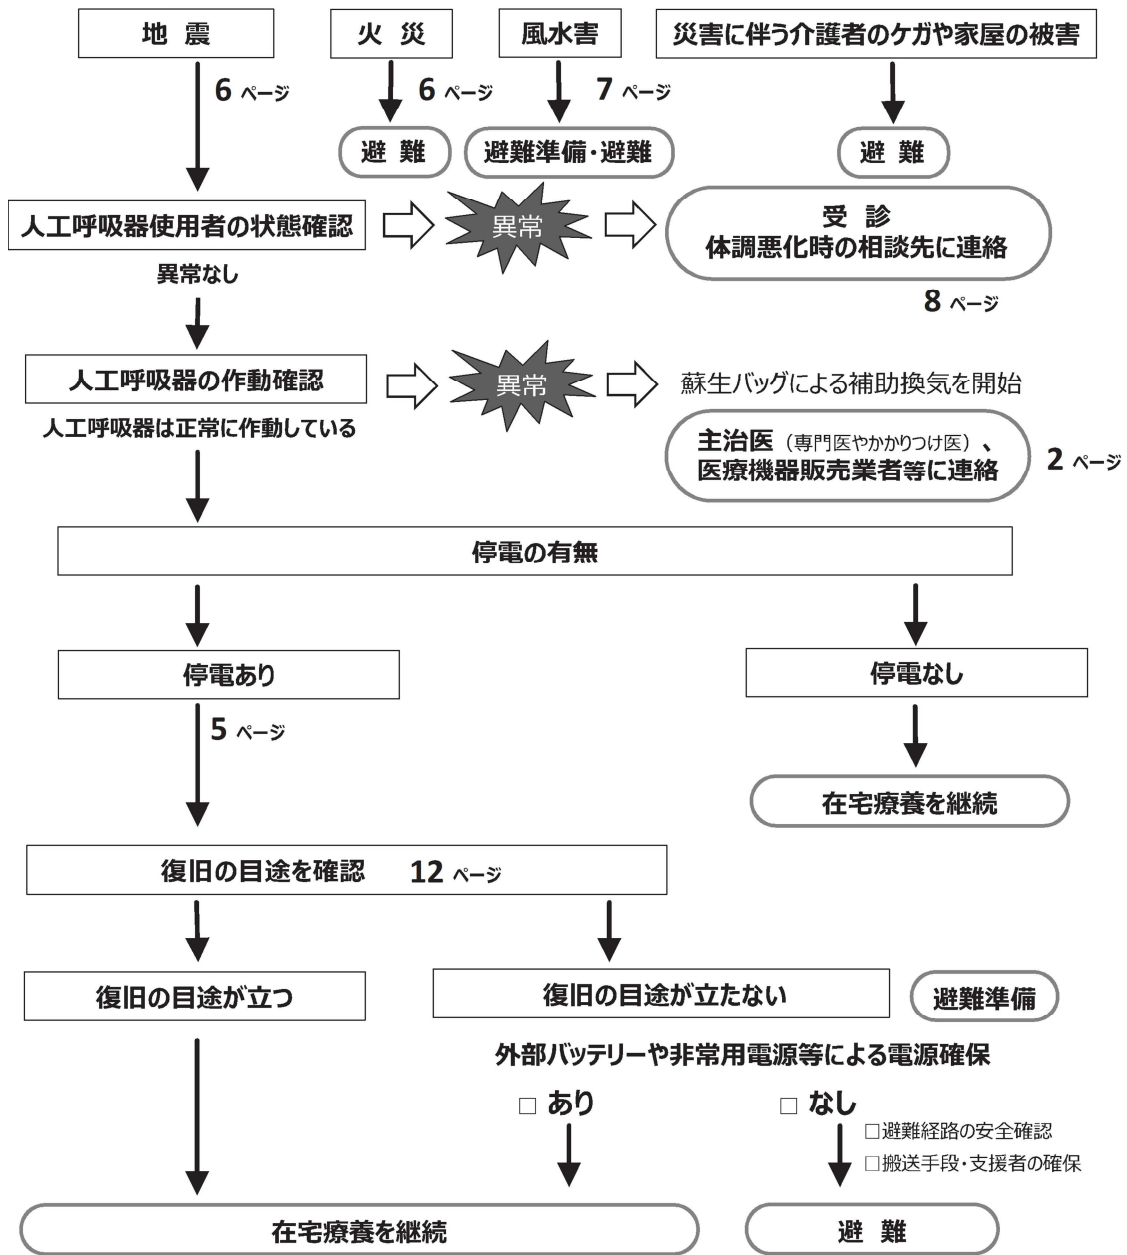 地 震
火 災
風水害
災害に伴う介護者のケガや家屋の被害
6 ページ
6 ページ
7 ページ
避 難
避難準備・避難
避 難
人工呼吸器使用者の状態確認
異常
受 診
体調悪化時の相談先に連絡
異常なし
8 ページ
人工呼吸器の作動確認
異常
蘇生バッグによる補助換気を開始
人工呼吸器は正常に作動している
主治医（専門医やかかりつけ医）、
医療機器販売業者等に連絡
2 ページ
停電の有無
停電あり
停電なし
5 ページ
在宅療養を継続
復旧の目途を確認 12 ページ
復旧の目途が立つ
復旧の目途が立たない
避難準備
外部バッテリーや非常用電源等による電源確保
□ あり
□ なし
□避難経路の安全確認
□搬送手段・支援者の確保
在宅療養を継続
避 難